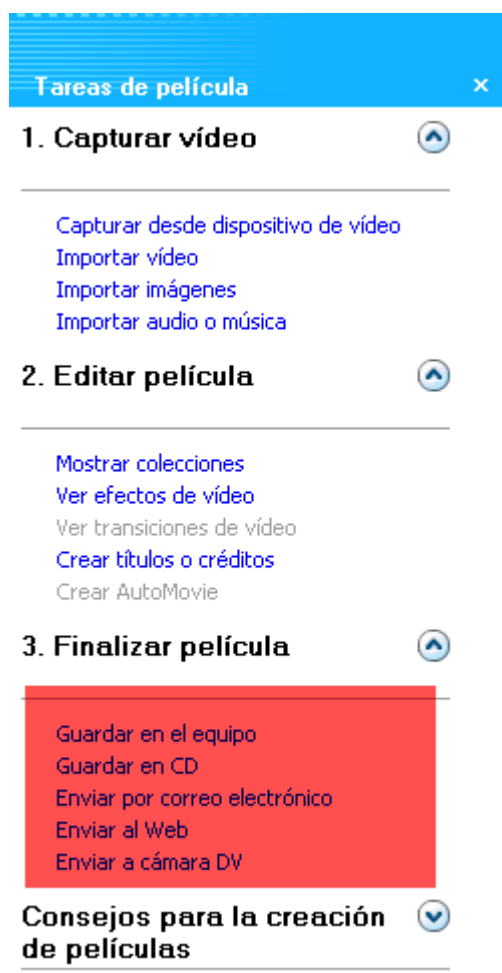 Tareas de película
1. Capturar vídeo
Capturar desde dispositivo de vídeo
Importar vídeo
Importar imágenes
Importar audio o música
2. Editar película
Mostrar colecciones
Ver efectos de vídeo
Ver transiciones de vídeo
Crear títulos o créditos
Crear AutoMovie
3. Finalizar película
Guardar en el equipo
Guardar en CD
Enviar por correo electrónico
Enviar al Web
Enviar a cámara DV
Consejos para la creación
de películas